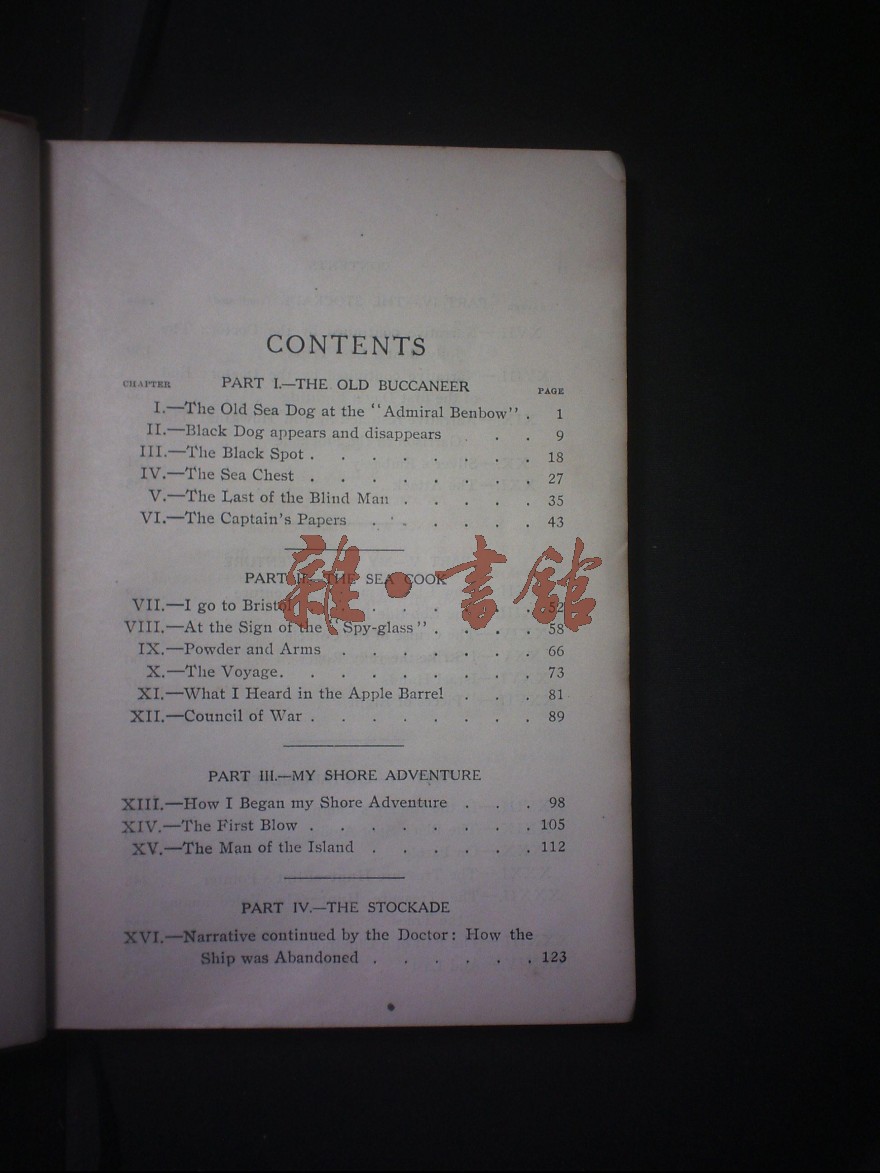 CONTENTS
CHAPTER PART I.—THE OLD BUCCANEER PAGE
I.—The Old Sea Dog at the "Admiral Benbow" . 1
II.—Black Dog appears and disappears . . . 9
III.—The Black Spot . . . . . . . . 18
IV.—The Sea Chest . . . . . . . . 27
V.—The Last of the Blind Man . . . . . 35
VI.—The Captain's Papers . . . . . . 43
PART II.—THE SEA COOK
VII.—I go to Bristol . . . . . . . . 52
VIII.—At the Sign of the "Spy-glass" . . . . 58
IX.—Powder and Arms . . . . . . . 66
X.—The Voyage. . . . . . . . . 73
XI.—What I Heard in the Apple Barrel . . . 81
XII.—Council of War . . . . . . . . 89
PART III.—MY SHORE ADVENTURE
XIII.—How I Began my Shore Adventure . . . 98
XIV.—The First Blow . . . . . . . . 105
XV.—The Man of the Island . . . . . . 112
PART IV.—THE STOCKADE
XVI.—Narrative continued by the Doctor: How the
Ship was Abandoned . . . . . . 123
雜·書館